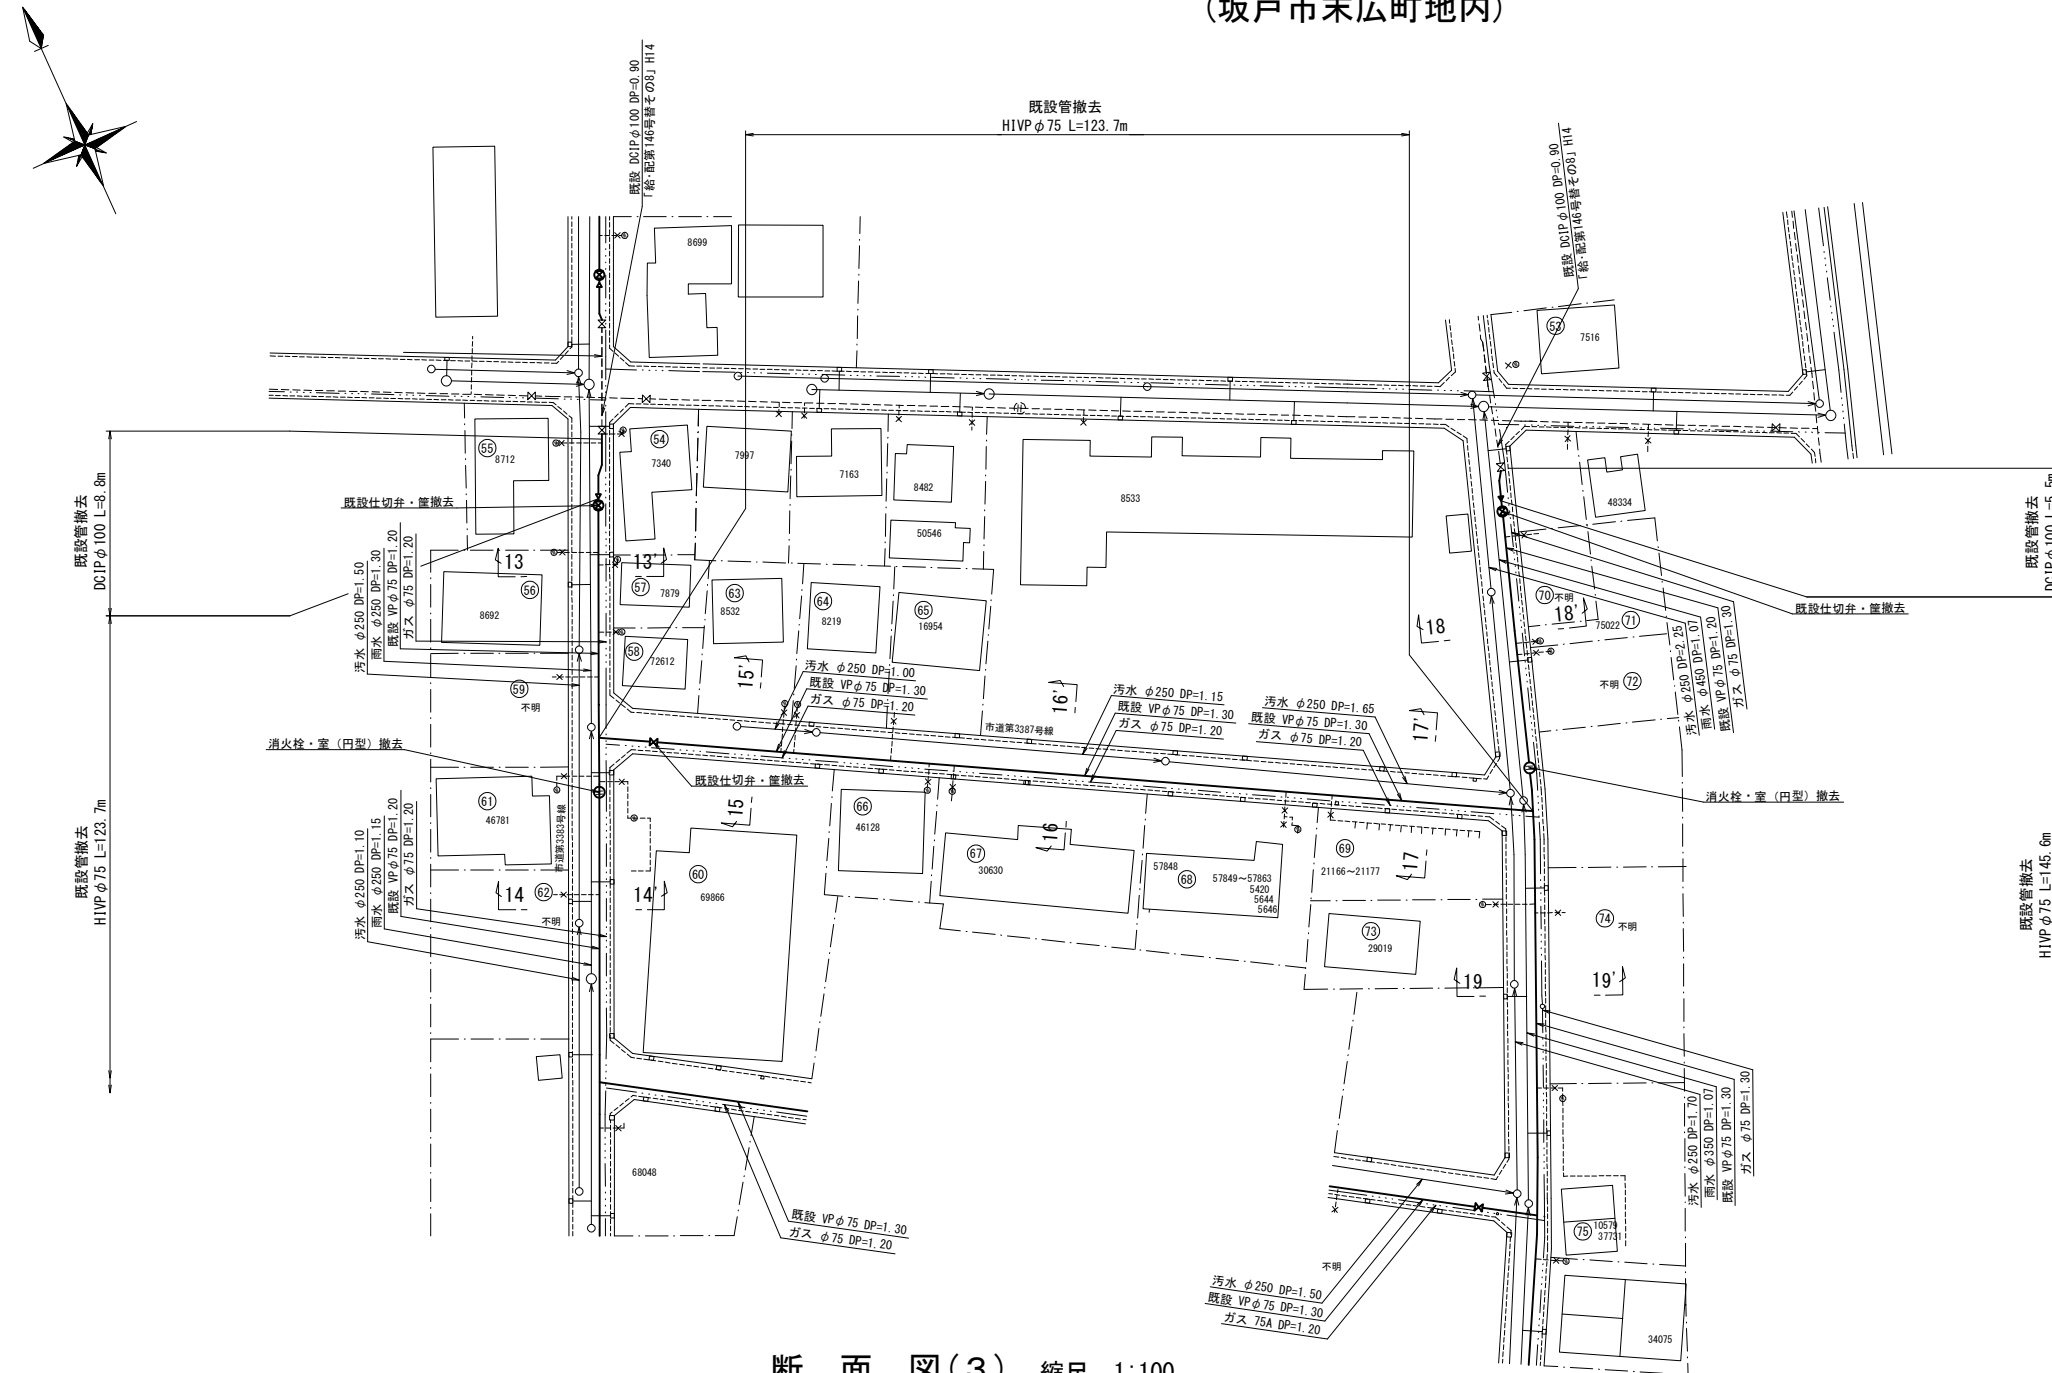 (坂戸市末広町地内)
既設 DCIPφ100 DP=0.90
「給・配第146号替その8」H14
既設管撤去
HIVPφ75 L=123.7m
既設 DCIPφ100 DP=0.90
「給・配第146号替その8」H14
8699
53
7516
55
8712
54
7340
7997
7163
8482
50546
8533
48334
既設管撤去
DCIPφ100 L=8.8m
既設仕切弁・筐撤去
汚水 φ250 DP=1.50
雨水 φ250 DP=1.30
既設 VPφ75 DP=1.20
ガス φ75 DP=1.20
13
13'
56
8692
57
7879
58
72612
59
不明
63
8532
64
8219
65
16954
15'
16'
17'
18
18'
70
不明
71
75022
72
不明
既設管撤去
DCIPφ100 L=5.5m
既設仕切弁・筐撤去
汚水 φ250 DP=2.25
雨水 φ450 DP=1.07
既設 VPφ75 DP=1.20
ガス φ75 DP=1.30
汚水 φ250 DP=1.00
既設 VPφ75 DP=1.30
ガス φ75 DP=1.20
市道第3387号線
汚水 φ250 DP=1.15
既設 VPφ75 DP=1.30
ガス φ75 DP=1.20
汚水 φ250 DP=1.65
既設 VPφ75 DP=1.30
ガス φ75 DP=1.20
消火栓・室(円型)撤去
既設仕切弁・筐撤去
消火栓・室(円型)撤去
既設管撤去
HIVPφ75 L=123.7m
61
46781
市道第3383号線
汚水 φ250 DP=1.10
雨水 φ250 DP=1.15
既設 VPφ75 DP=1.20
ガス φ75 DP=1.20
14
62
不明
14'
60
69866
15
66
46128
67
30630
16
57848
68
57849~57863
5420
5644
5646
69
21166~21177
17
73
29019
74
不明
19
19'
既設管撤去
HIVPφ75 L=145.6m
汚水 φ250 DP=1.70
雨水 φ350 DP=1.07
既設 VPφ75 DP=1.30
ガス φ75 DP=1.30
68048
既設 VPφ75 DP=1.30
ガス φ75 DP=1.20
不明
汚水 φ250 DP=1.50
既設 VPφ75 DP=1.30
ガス 75A DP=1.20
75
10579
37731
34075
断 面 図(3) 縮尺 1:100